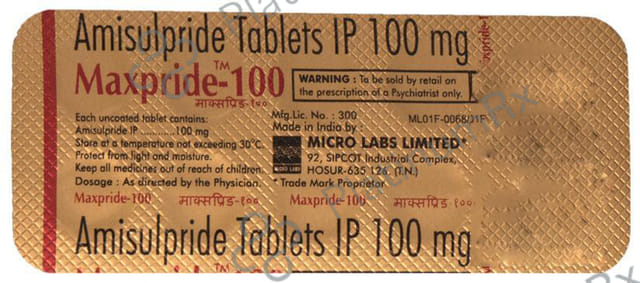 Amisulpride Tablets IP 100 mg
Maxpride-100™
माक्सप्रिड-१००
WARNING : To be sold by retail on
the prescription of a Psychiatrist only.
Each uncoated tablet contains:
Amisulpride IP ............100 mg
Store at a temperature not exceeding 30°C.
Protect from light and moisture.
Keep all medicines out of reach of children.
Dosage : As directed by the Physician.
Mfg.Lic. No. : 300
ML01F-0068/01F
Made in India by :
MICRO LABS
MICRO LABS LIMITED*
92, SIPCOT Industrial Complex,
HOSUR-635 126 (T.N.)
* Trade Mark Proprietor
Maxpride-100 माक्सप्रिड-१०० Maxpride-100 माक्सप्रिड-१००
Amisulpride Tablets IP 100 mg
TM